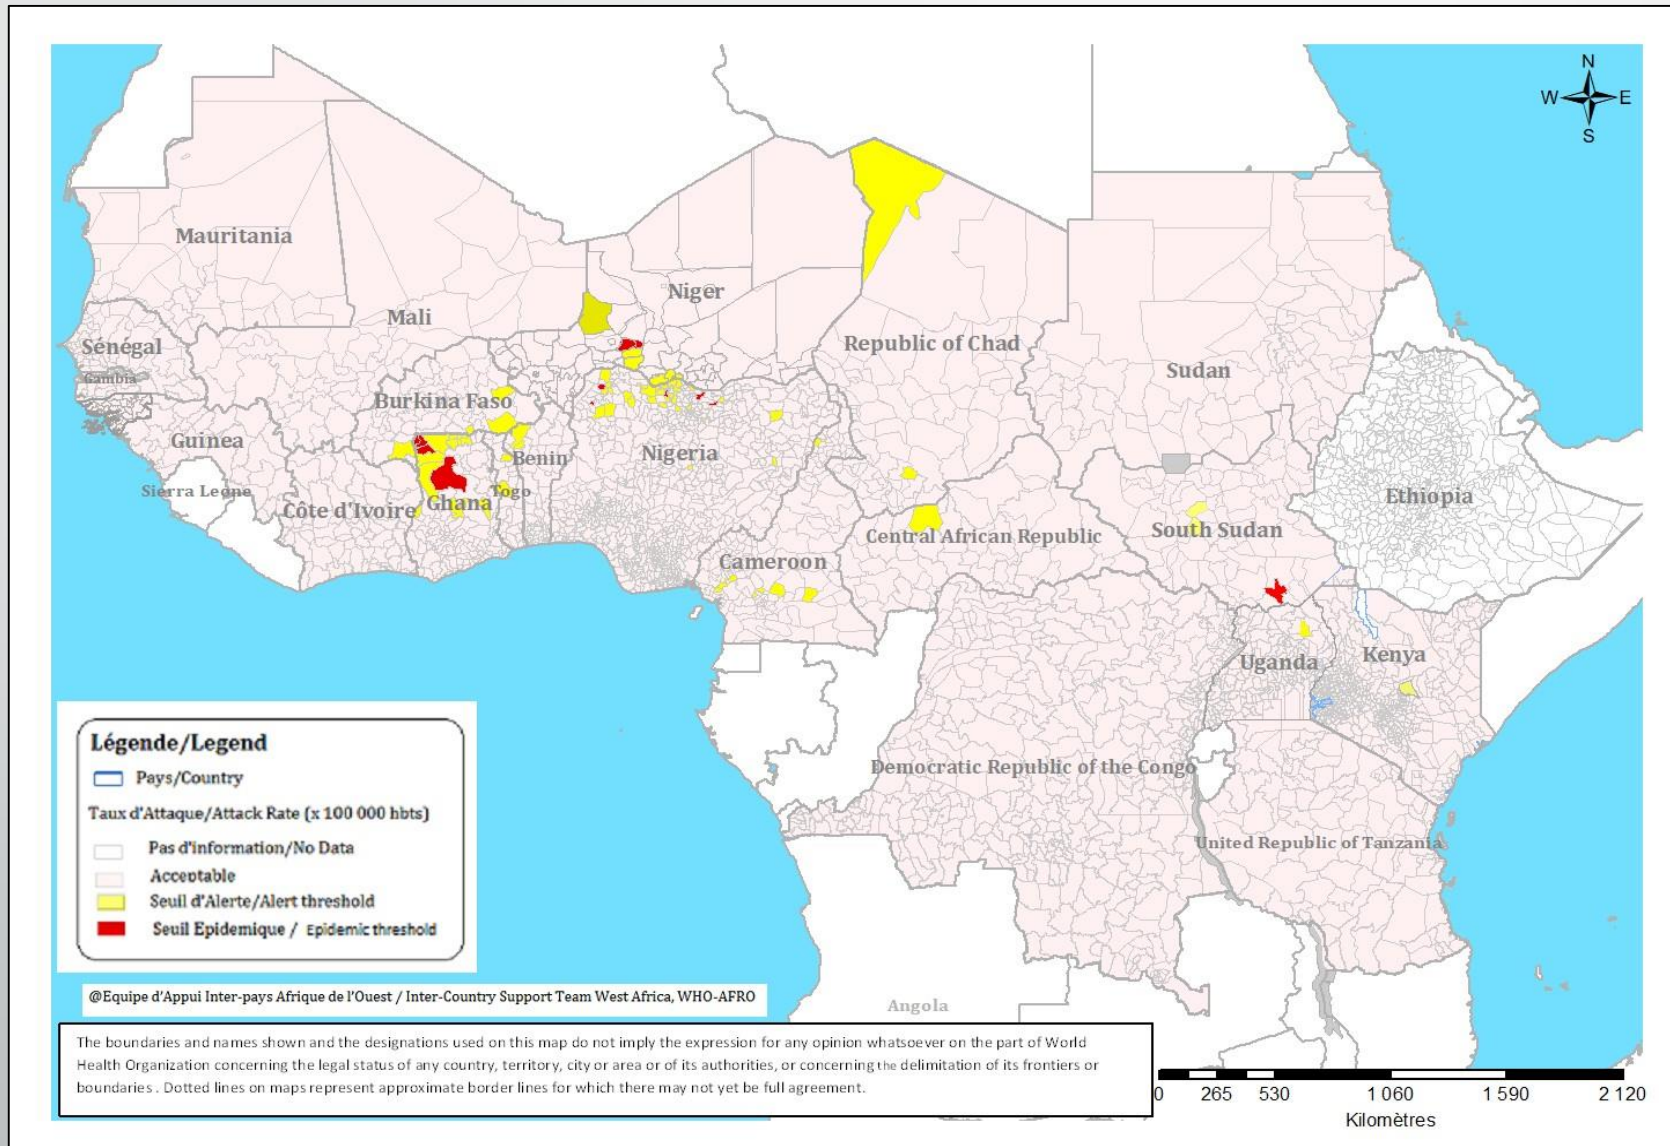 N
W E
S
Mauritania
Niger
Mali
Republic of Chad
Sénégal
Sudan
Gambia
Burkina Faso
Guinea
Nigeria
Benin
Sierra Leone
Togo
Ethiopia
Côte d'Ivoire
Ghana
South Sudan
Central African Republic
Cameroon
Uganda
Kenya
Democratic Republic of the Congo
United Republic of Tanzania
Angola
Légende/Legend
Pays/Country
Taux d'Attaque/Attack Rate (x 100 000 hbts)
Pas d'information/No Data
Acceptable
Seuil d'Alerte/Alert threshold
Seuil Epidemique / Epidemic threshold
@Equipe d'Appui Inter-pays Afrique de l'Ouest / Inter-Country Support Team West Africa, WHO-AFRO
The boundaries and names shown and the designations used on this map do not imply the expression for any opinion whatsoever on the part of World
Health Organization concerning the legal status of any country, territory, city or area or of its authorities, or concerning the delimitation of its frontiers or
boundaries . Dotted lines on maps represent approximate border lines for which there may not yet be full agreement.
0 265 530 1 060 1 590 2 120
Kilomètres